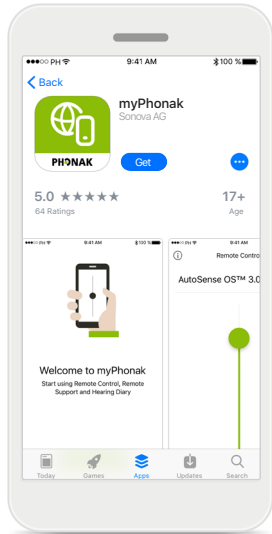 ●●●○○ PH 9:41 AM 100 %
Back
myPhonak
Sonova AG
PHONAK
Get
5.0 ★★★★★ 17+
64 Ratings Age
●●●○○ PH 9:41 AM 100 %
Welcome to myPhonak
Start using Remote Control, Remote
Support and Hearing Diary
●●●○○ PH 9:41 AM
Remote Contro
AutoSense OS™ 3.0
Today Games Apps Updates Search